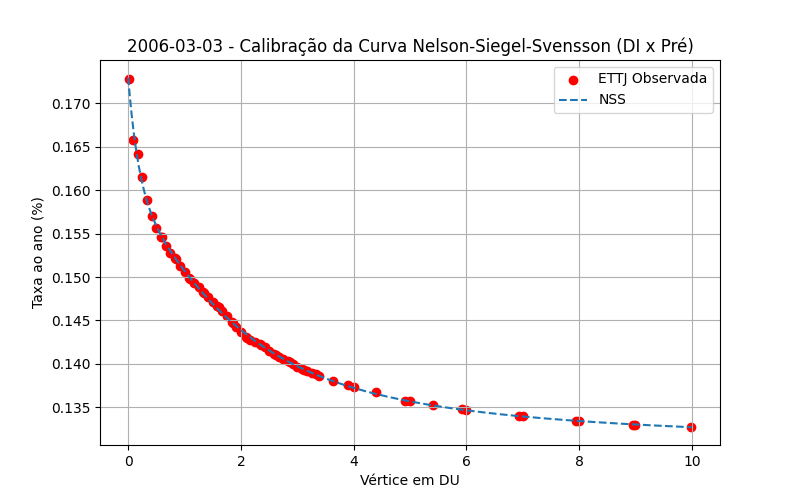 2006-03-03 - Calibração da Curva Nelson-Siegel-Svensson (DI x Pré)
ETTJ Observada
NSS
Taxa ao ano (%)
0.170
0.165
0.160
0.155
0.150
0.145
0.140
0.135
0 2 4 6 8 10
Vértice em DU